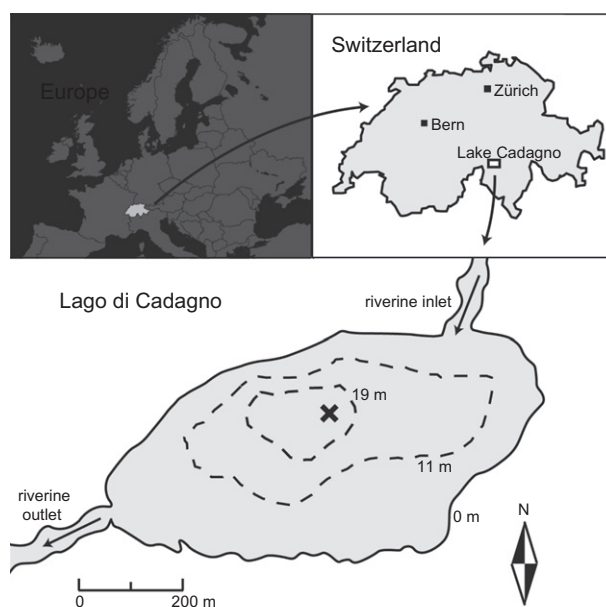 Europe
Switzerland
Zürich
Bern
Lake Cadagno
Lago di Cadagno
riverine inlet
19 m
11 m
0 m
riverine
outlet
N
0 200 m